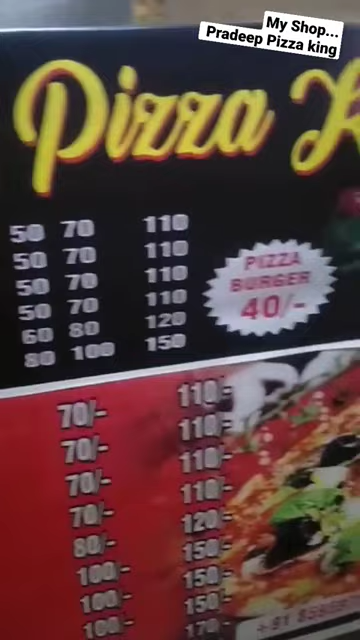 My Shop...
Pradeep Pizza king
Pizza
50 70 110
50 70 110
50 70 110
50 70 110
60 80 120
80 100 150
PIZZA
BURGER
40/-
70/- 110/-
70/- 110/-
70/- 110/-
70/- 110/-
80/- 120/-
100/- 150/-
100/- 150/-
100/- 170/-